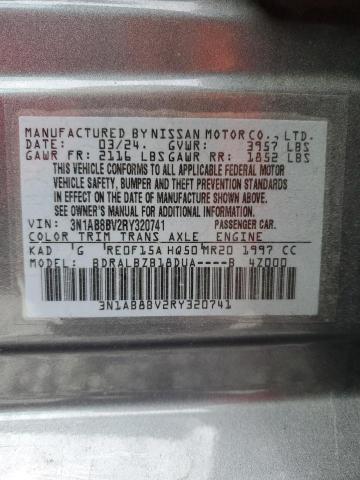 MANUFACTURED BY NISSAN MOTOR CO., LTD.
DATE: 03/24. GVWR: 3957 LBS
GAWR FR: 2116 LBS GAWR RR: 1852 LBS
THIS VEHICLE CONFORMS TO ALL APPLICABLE FEDERAL MOTOR
VEHICLE SAFETY, BUMPER AND THEFT PREVENTION STANDARDS
IN EFFECT ON THE DATE OF MANUFACTURE SHOWN ABOVE.
SEE OWNER'S MANUAL FOR ADDITIONAL INFORMATION.
VIN: 3N1AB8BV2RY320741 PASSENGER CAR.
COLOR TRIM TRANS AXLE ENGINE
KAD G RE0F15A HQ50 MR20 1997 CC
MODEL: BDRALBZB18DUA----B 47000
3N1AB8BV2RY320741